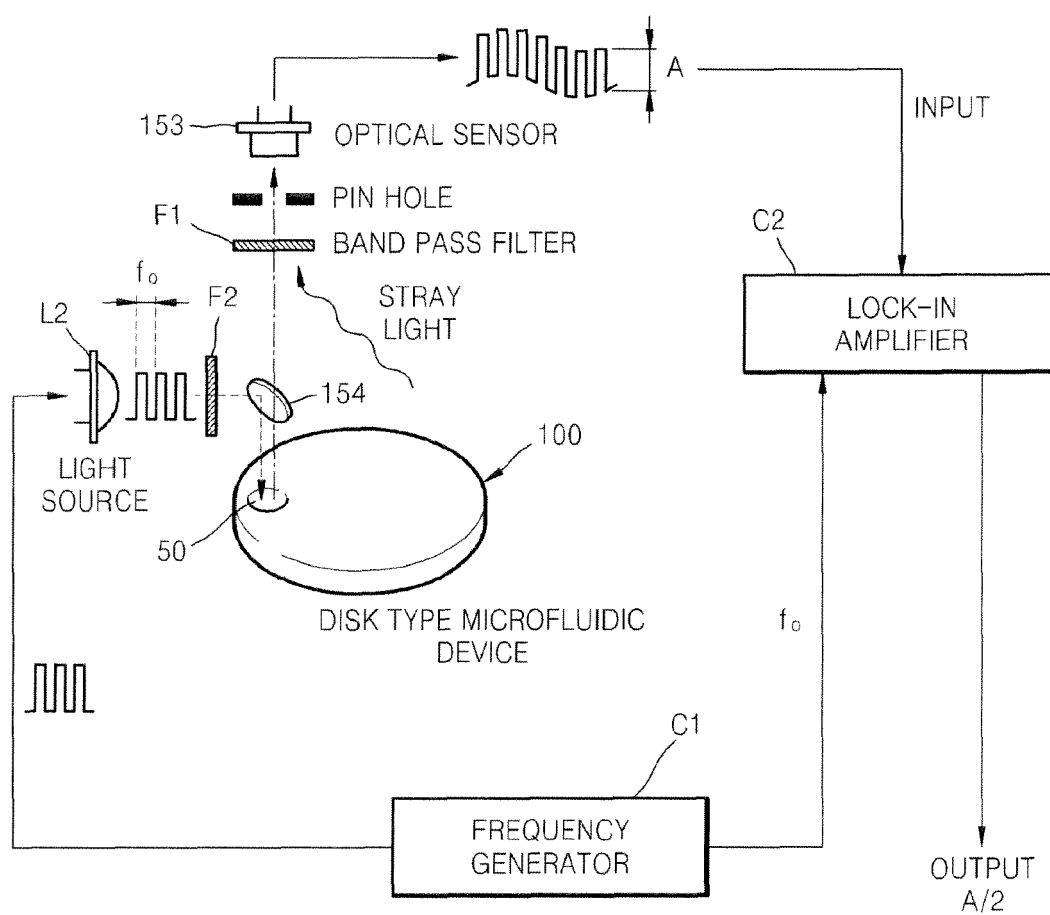 A
INPUT
153
OPTICAL SENSOR
PIN HOLE
F1
BAND PASS FILTER
C2
LOCK-IN
AMPLIFIER
f₀
L2
F2
STRAY
LIGHT
154
LIGHT
SOURCE
100
50
DISK TYPE MICROFLUIDIC
DEVICE
f₀
C1
FREQUENCY
GENERATOR
OUTPUT
A/2